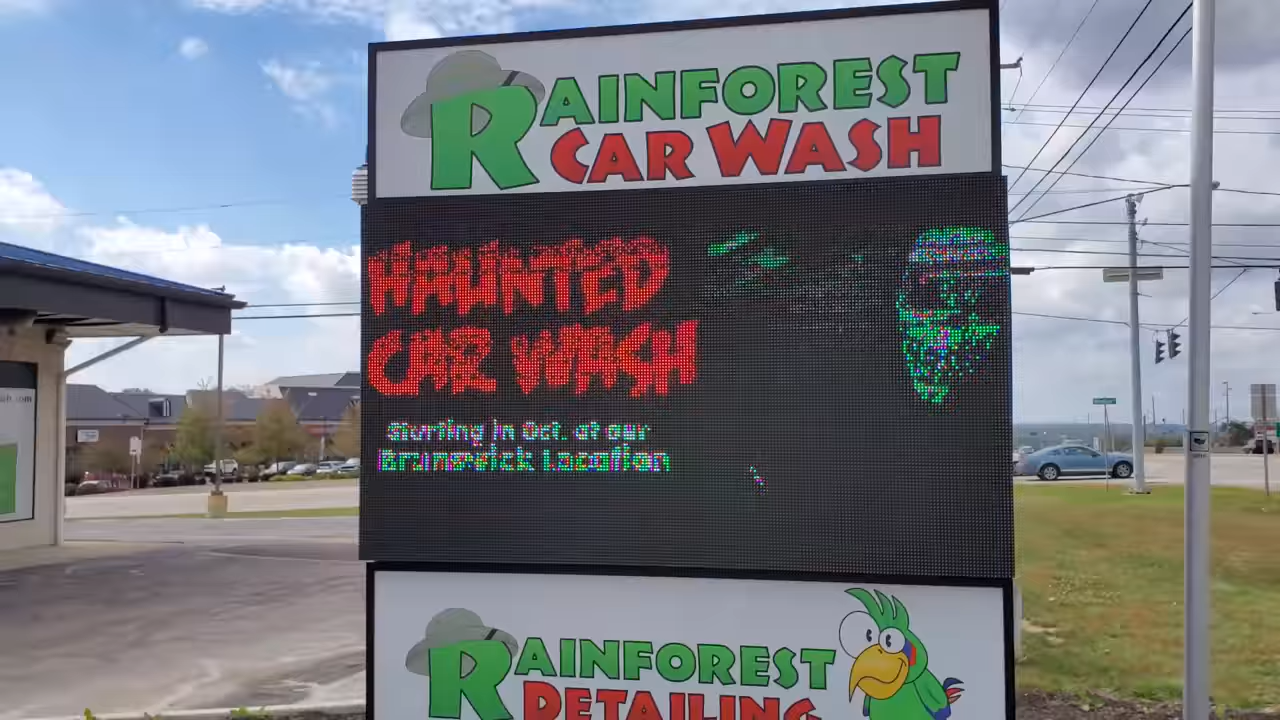 RAINFOREST
CAR WASH
HAUNTED
CAR WASH
Starting in Oct. at our
Brunswick Location
RAINFOREST
DETAILING